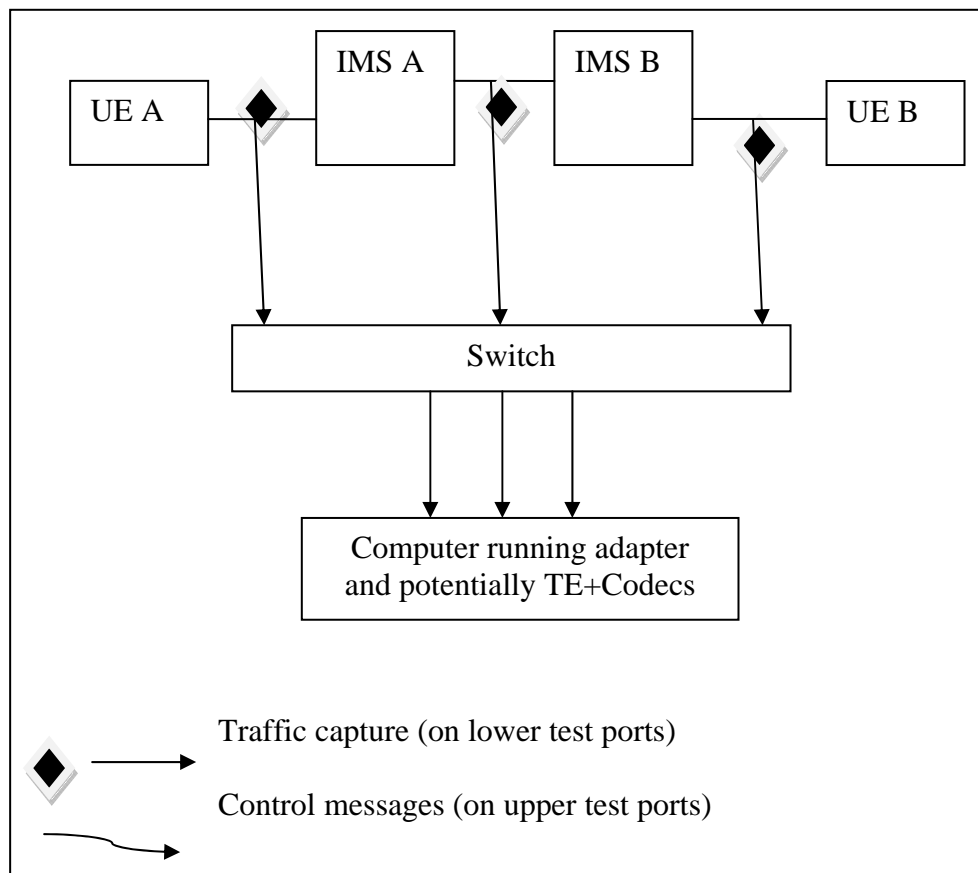 UE A
IMS A
IMS B
UE B
Switch
Computer running adapter
and potentially TE+Codecs
Traffic capture (on lower test ports)
Control messages (on upper test ports)